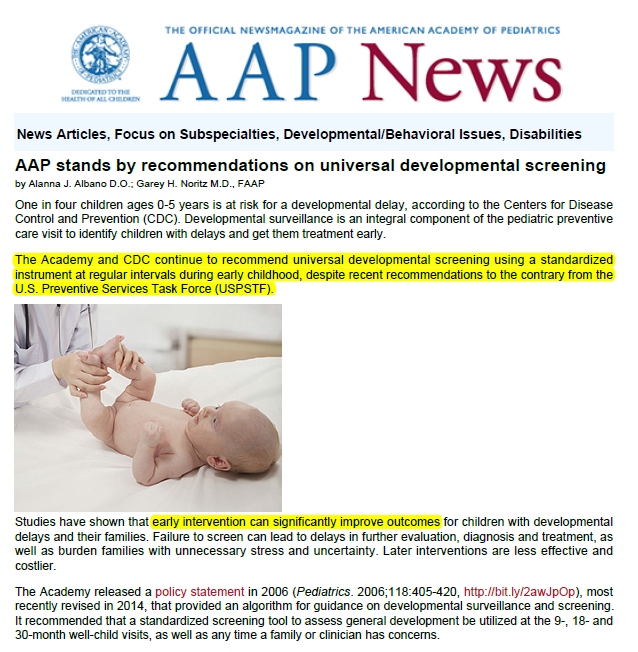 THE OFFICIAL NEWSMAGAZINE OF THE AMERICAN ACADEMY OF PEDIATRICS
AAP News
DEDICATED TO THE
HEALTH OF ALL CHILDREN
News Articles, Focus on Subspecialties, Developmental/Behavioral Issues, Disabilities
AAP stands by recommendations on universal developmental screening
by Alanna J. Albano D.O.; Garey H. Noritz M.D., FAAP
One in four children ages 0-5 years is at risk for a developmental delay, according to the Centers for Disease
Control and Prevention (CDC). Developmental surveillance is an integral component of the pediatric preventive
care visit to identify children with delays and get them treatment early.
The Academy and CDC continue to recommend universal developmental screening using a standardized
instrument at regular intervals during early childhood, despite recent recommendations to the contrary from the
U.S. Preventive Services Task Force (USPSTF).
Studies have shown that early intervention can significantly improve outcomes for children with developmental
delays and their families. Failure to screen can lead to delays in further evaluation, diagnosis and treatment, as
well as burden families with unnecessary stress and uncertainty. Later interventions are less effective and
costlier.
The Academy released a policy statement in 2006 (Pediatrics. 2006;118:405-420, http://bit.ly/2awJpOp), most
recently revised in 2014, that provided an algorithm for guidance on developmental surveillance and screening.
It recommended that a standardized screening tool to assess general development be utilized at the 9-, 18- and
30-month well-child visits, as well as any time a family or clinician has concerns.